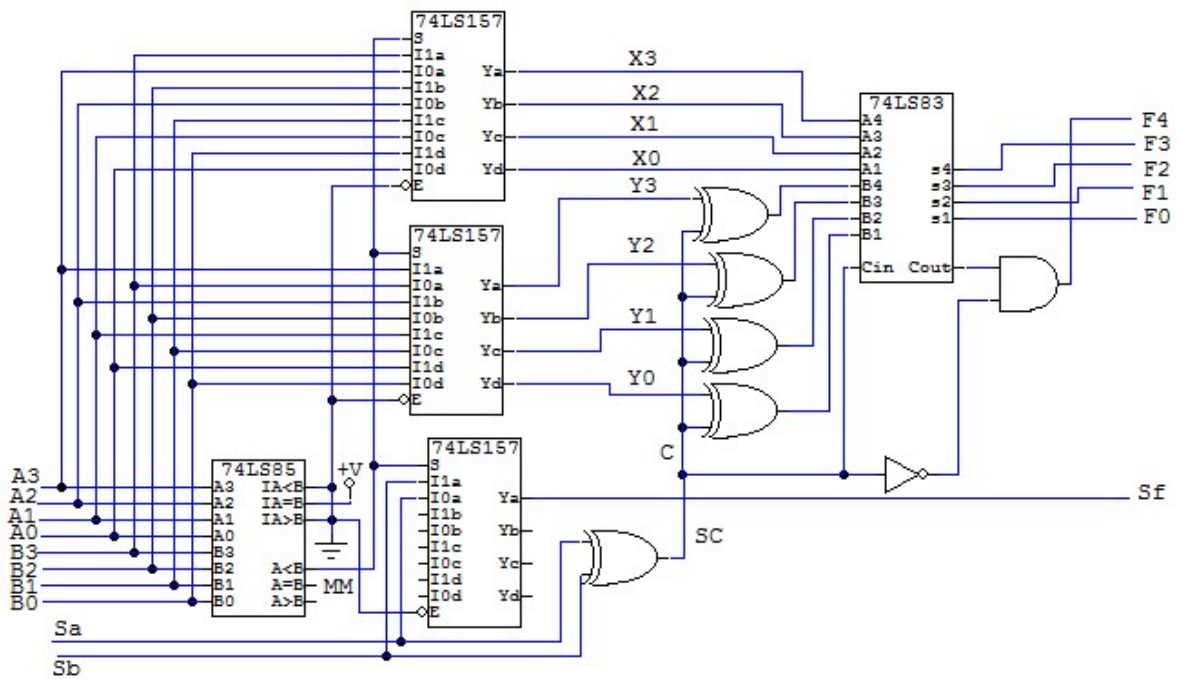 74LS157
S
I1a
I0a Ya X3
I1b
I0b Yb X2
I1c
I0c Yc X1
I1d
I0d Yd X0
E
74LS83
A4
A3
A2
A1 s4
B4 s3
B3 s2
B2 s1
B1
Cin Cout
F4
F3
F2
F1
F0
Y3
74LS157
S
I1a
I0a Ya Y2
I1b
I0b Yb
I1c Y1
I0c Yc
I1d
I0d Yd Y0
E
74LS157
S
I1a
I0a Ya
I1b
I0b Yb
I1c
I0c Yc
I1d
I0d Yd
E
C
SC
Sf
74LS85
+V
A3 A3 IA<B
A2 A2 IA=B
A1 A1 IA>B
A0 A0
B3 B3
B2 B2 A<B
B1 B1 A=B MM
B0 B0 A>B
Sa
Sb